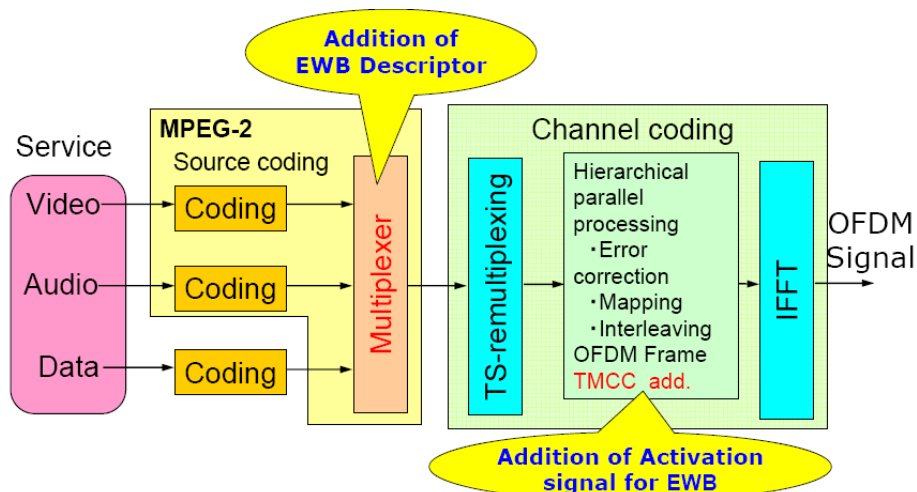 Addition of
EWB Descriptor
MPEG-2
Source coding
Service
Video
Audio
Data
Coding
Coding
Coding
Multiplexer
Channel coding
TS-remultiplexing
Hierarchical
parallel
processing
・Error
correction
・Mapping
・Interleaving
OFDM Frame
TMCC add.
IFFT
OFDM
Signal
Addition of Activation
signal for EWB